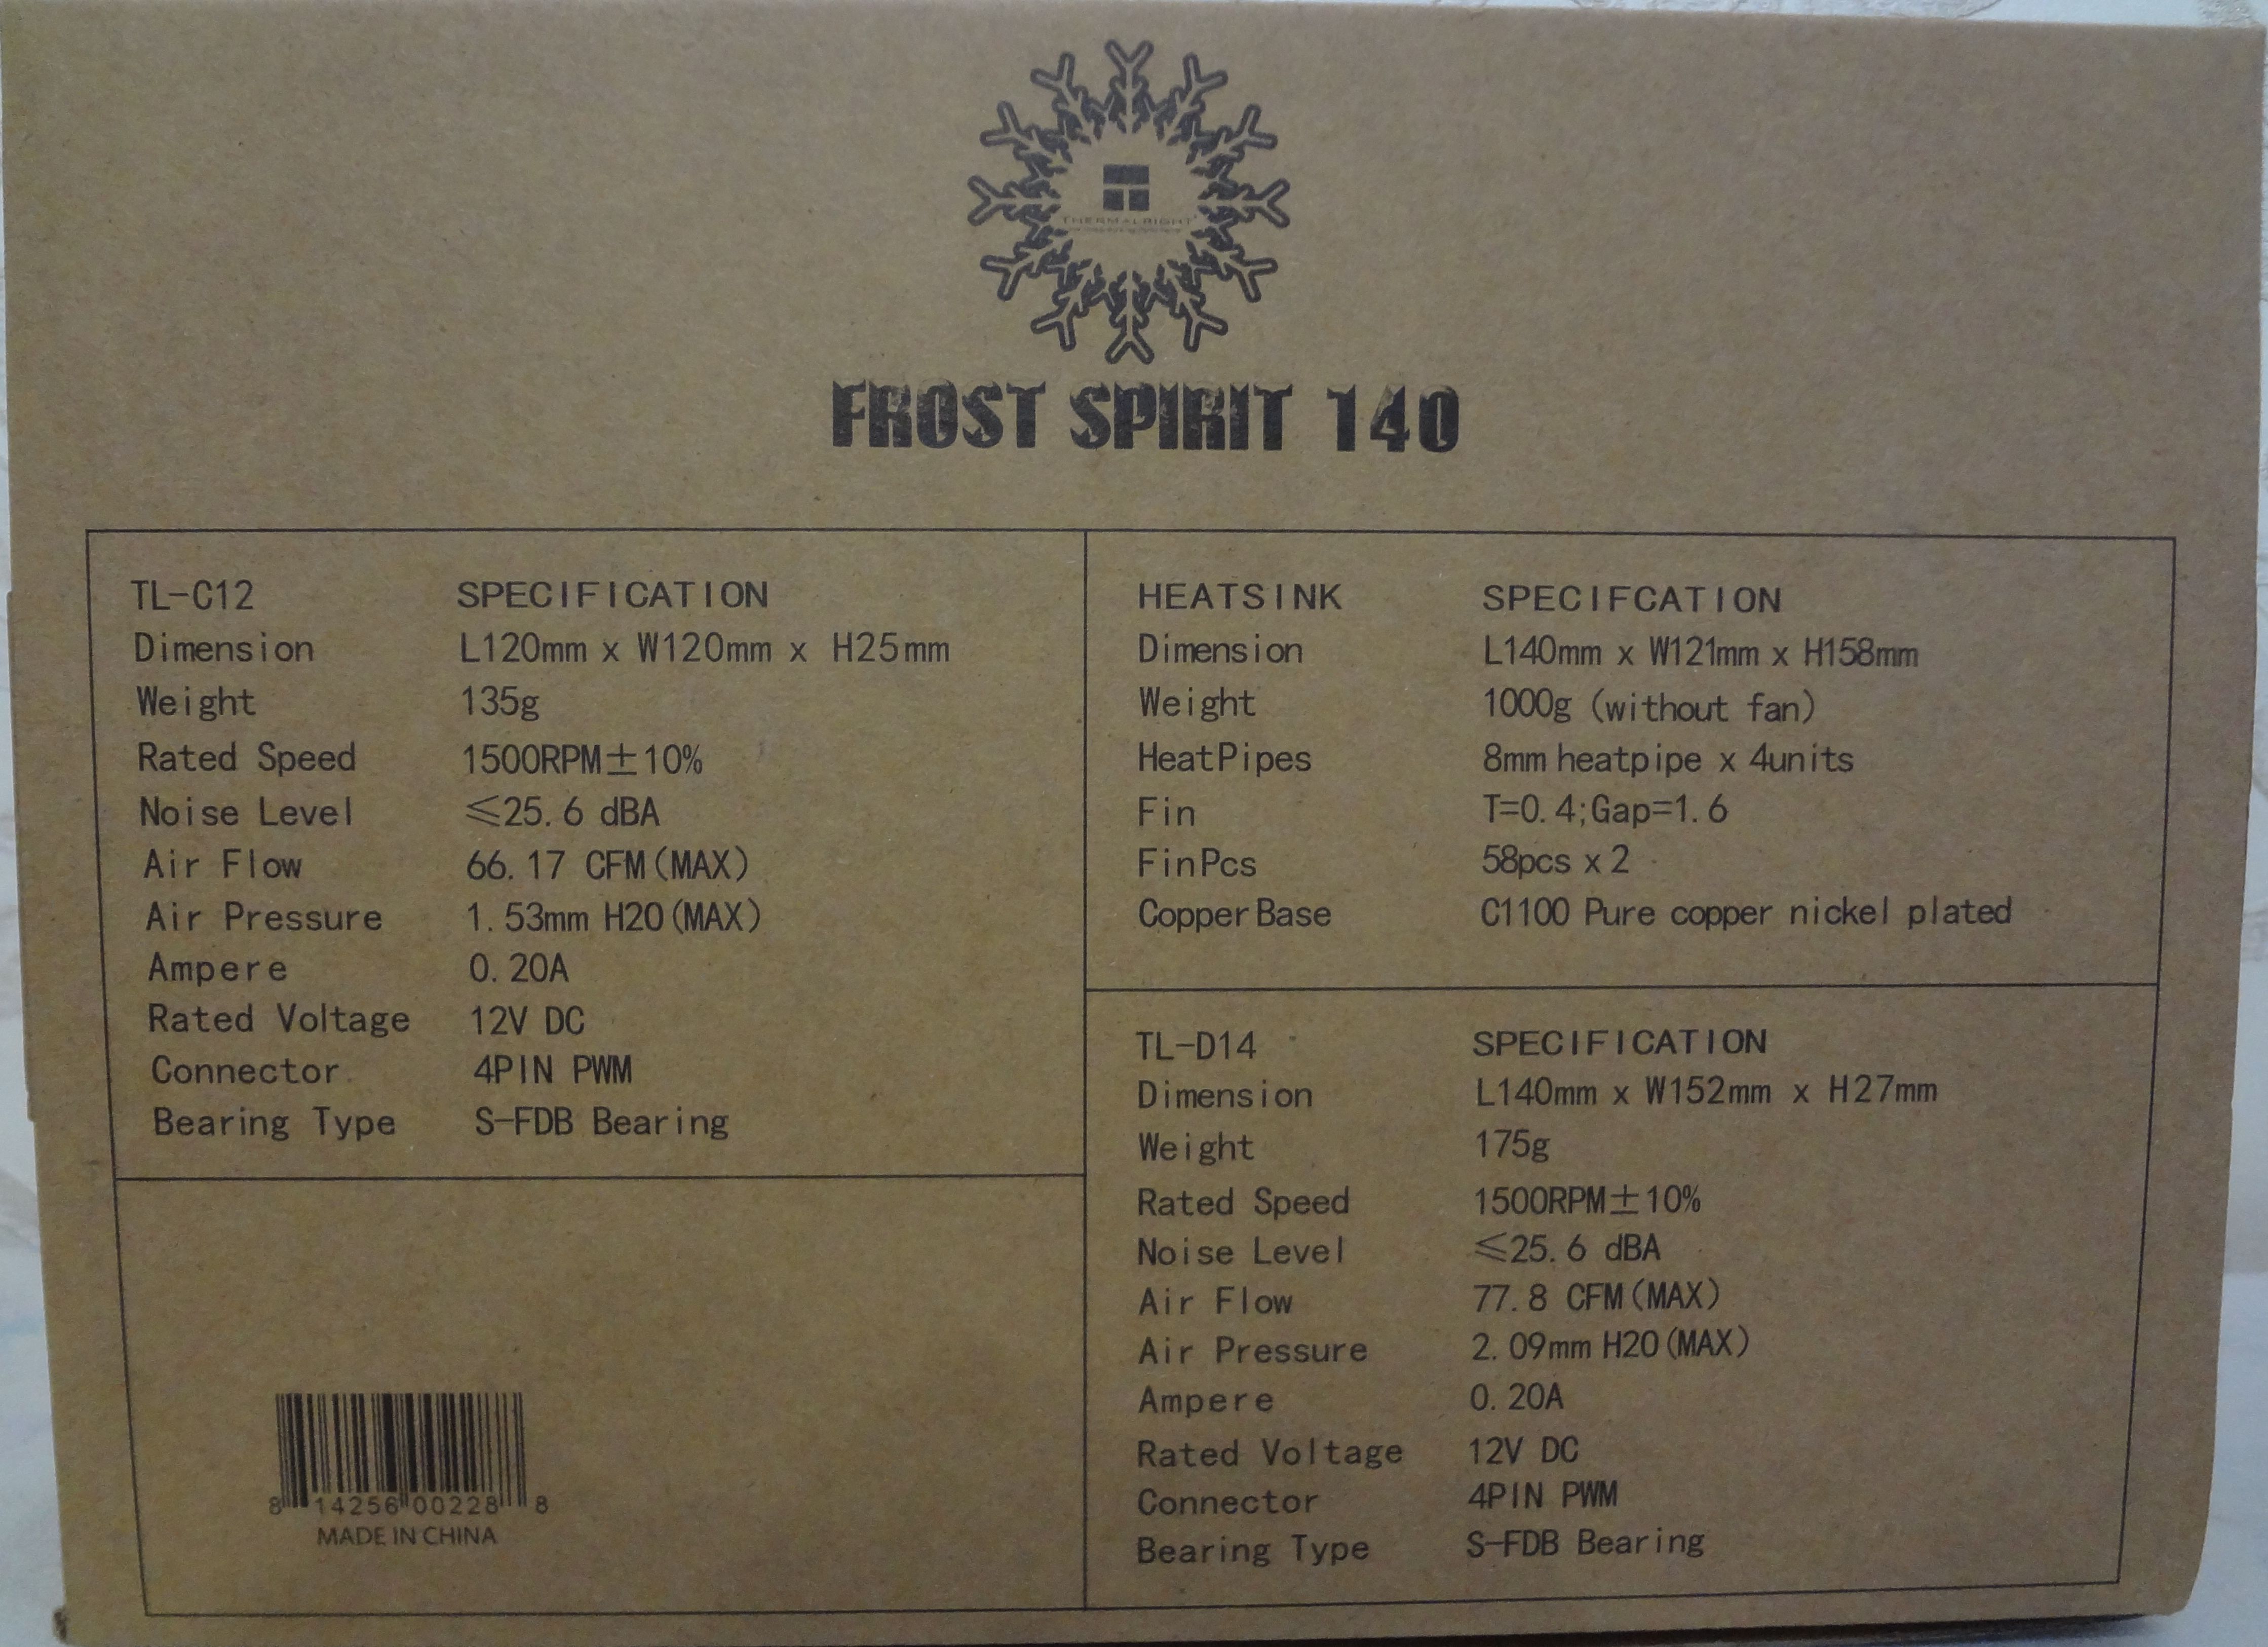 THERMALRIGHT
FROST SPIRIT 140
TL-C12 SPECIFICATION
Dimension L120mm x W120mm x H25mm
Weight 135g
Rated Speed 1500RPM±10%
Noise Level ≤25.6 dBA
Air Flow 66.17 CFM(MAX)
Air Pressure 1.53mm H2O(MAX)
Ampere 0.20A
Rated Voltage 12V DC
Connector 4PIN PWM
Bearing Type S-FDB Bearing
8 14256 00228 8
MADE IN CHINA
HEATSINK SPECIFCATION
Dimension L140mm x W121mm x H158mm
Weight 1000g (without fan)
HeatPipes 8mm heatpipe x 4units
Fin T=0.4;Gap=1.6
FinPcs 58pcs x 2
Copper Base C1100 Pure copper nickel plated
TL-D14 SPECIFICATION
Dimension L140mm x W152mm x H27mm
Weight 175g
Rated Speed 1500RPM±10%
Noise Level ≤25.6 dBA
Air Flow 77.8 CFM(MAX)
Air Pressure 2.09mm H2O(MAX)
Ampere 0.20A
Rated Voltage 12V DC
Connector 4PIN PWM
Bearing Type S-FDB Bearing